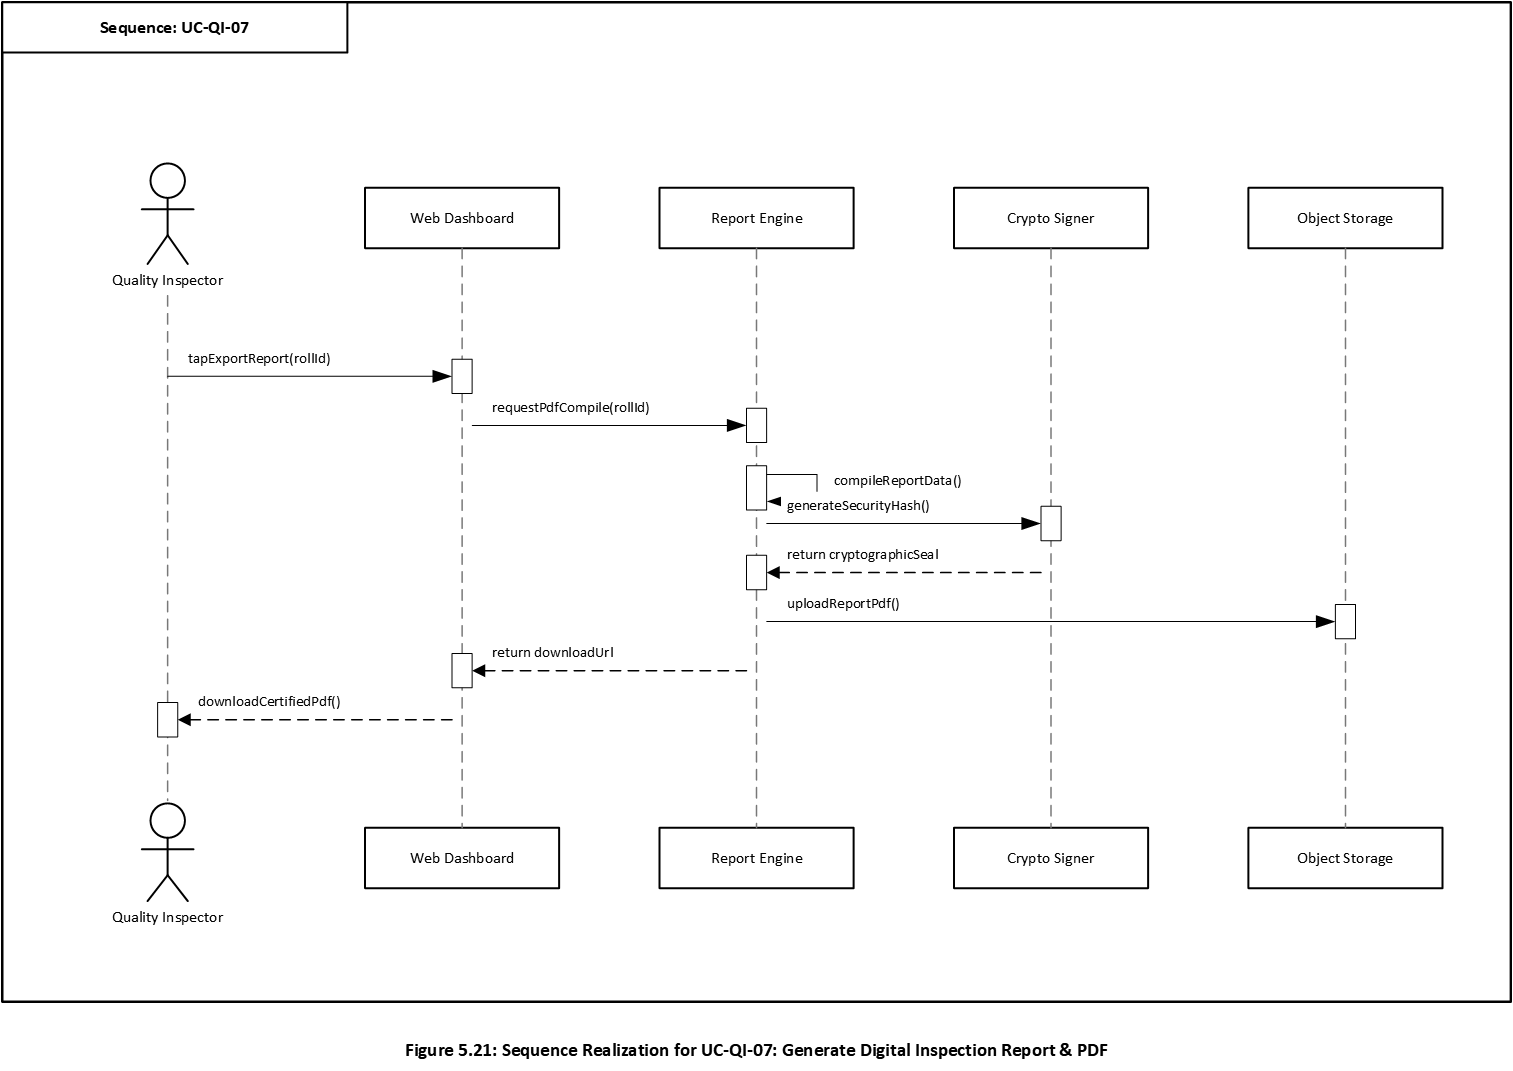 Sequence: UC-QI-07
Quality Inspector
Web Dashboard
Report Engine
Crypto Signer
Object Storage
tapExportReport(rollId)
requestPdfCompile(rollId)
compileReportData()
generateSecurityHash()
return cryptographicSeal
uploadReportPdf()
return downloadUrl
downloadCertifiedPdf()
Quality Inspector
Web Dashboard
Report Engine
Crypto Signer
Object Storage
Figure 5.21: Sequence Realization for UC-QI-07: Generate Digital Inspection Report & PDF